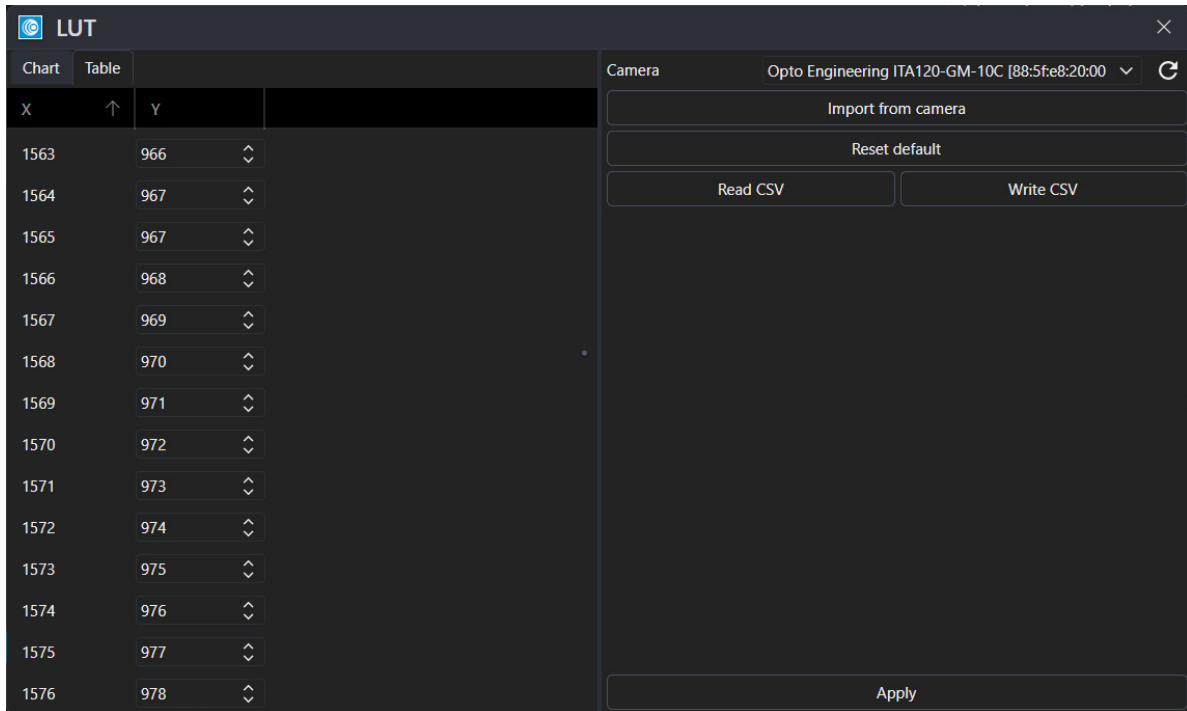 LUT
Chart Table
X Y
1563 966
1564 967
1565 967
1566 968
1567 969
1568 970
1569 971
1570 972
1571 973
1572 974
1573 975
1574 976
1575 977
1576 978
Camera Opto Engineering ITA120-GM-10C [88:5f:e8:20:00
Import from camera
Reset default
Read CSV Write CSV
Apply